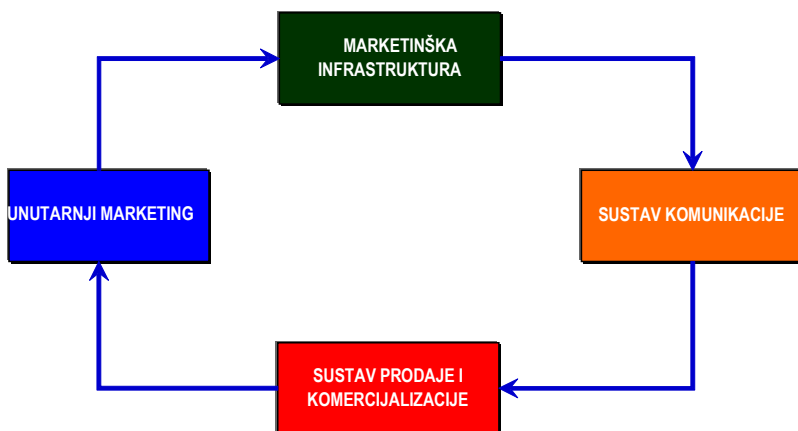 MARKETINŠKA
INFRASTRUKTURA
UNUTARNJI MARKETING
SUSTAV KOMUNIKACIJE
SUSTAV PRODAJE I
KOMERCIJALIZACIJE